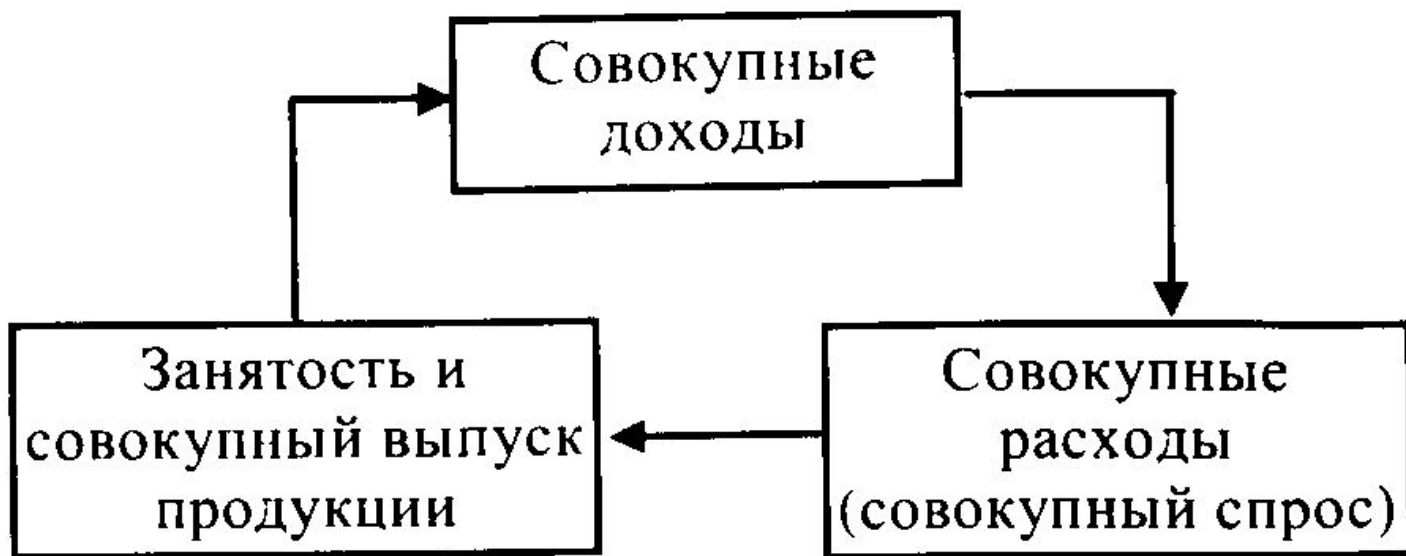 Совокупные
доходы
Занятость и
совокупный выпуск
продукции
Совокупные
расходы
(совокупный спрос)